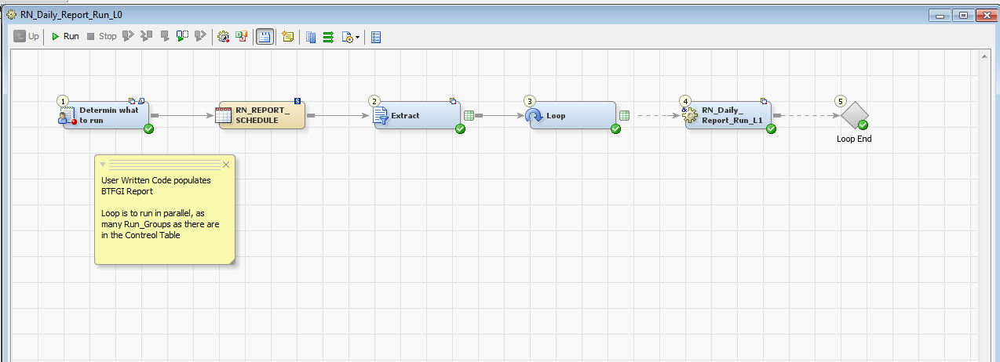 RN_Daily_Report_Run_L0
Up Run Stop
1
Determin what
to run
S
RN_REPORT_
SCHEDULE
2
Extract
3
Loop
4
RN_Daily_
Report_Run_L1
5
Loop End
User Written Code populates
BTFGI Report
Loop is to run in parallel, as
many Run_Groups as there are
in the Contreol Table